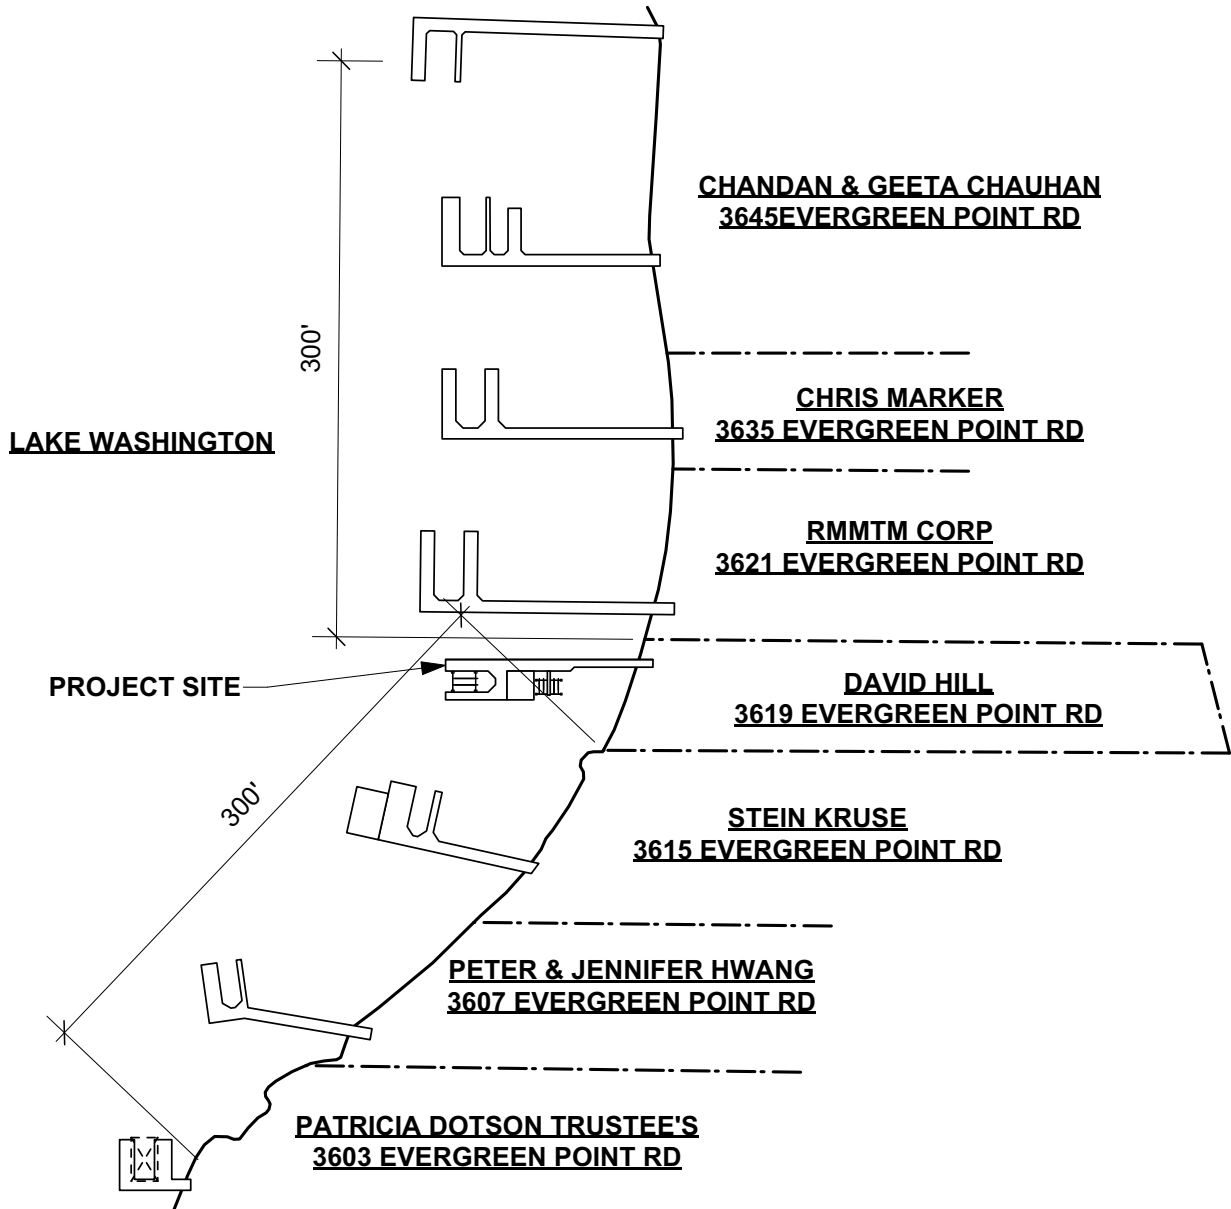 CHANDAN & GEETA CHAUHAN
3645EVERGREEN POINT RD
300'
CHRIS MARKER
3635 EVERGREEN POINT RD
LAKE WASHINGTON
RMMTM CORP
3621 EVERGREEN POINT RD
PROJECT SITE
DAVID HILL
3619 EVERGREEN POINT RD
300'
STEIN KRUSE
3615 EVERGREEN POINT RD
PETER & JENNIFER HWANG
3607 EVERGREEN POINT RD
PATRICIA DOTSON TRUSTEE'S
3603 EVERGREEN POINT RD